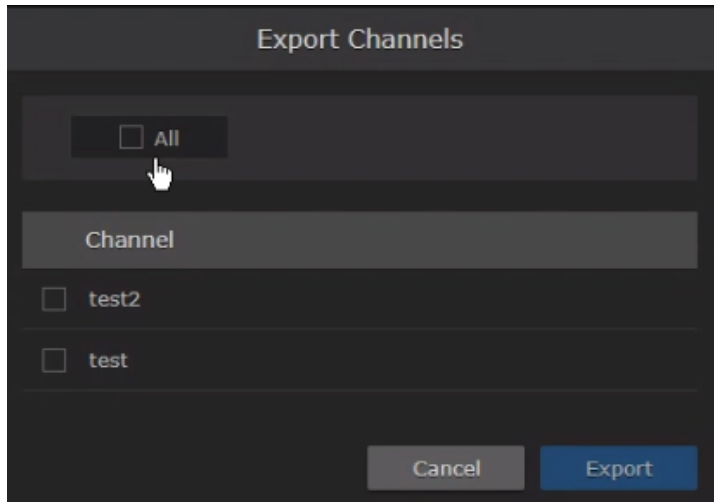 Export Channels
All
Channel
test2
test
Cancel Export